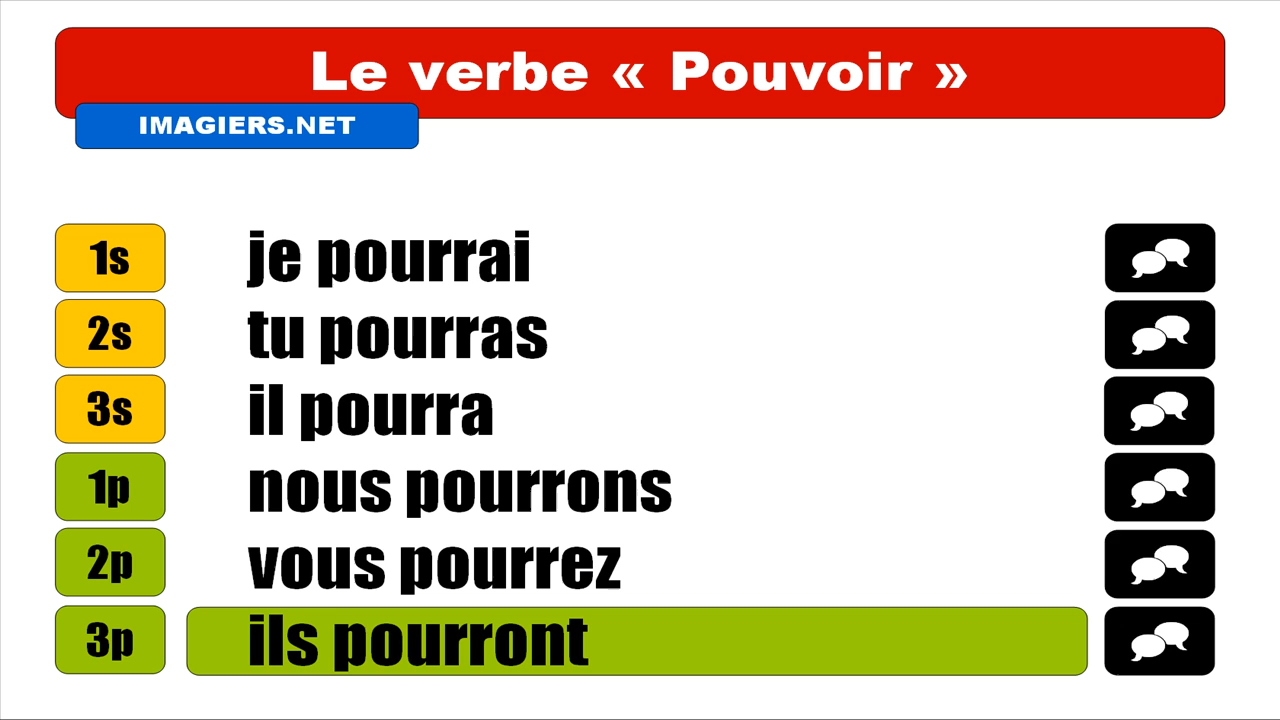 Le verbe « Pouvoir »
IMAGIERS.NET
1s je pourrai
2s tu pourras
3s il pourra
1p nous pourrons
2p vous pourrez
3p ils pourront